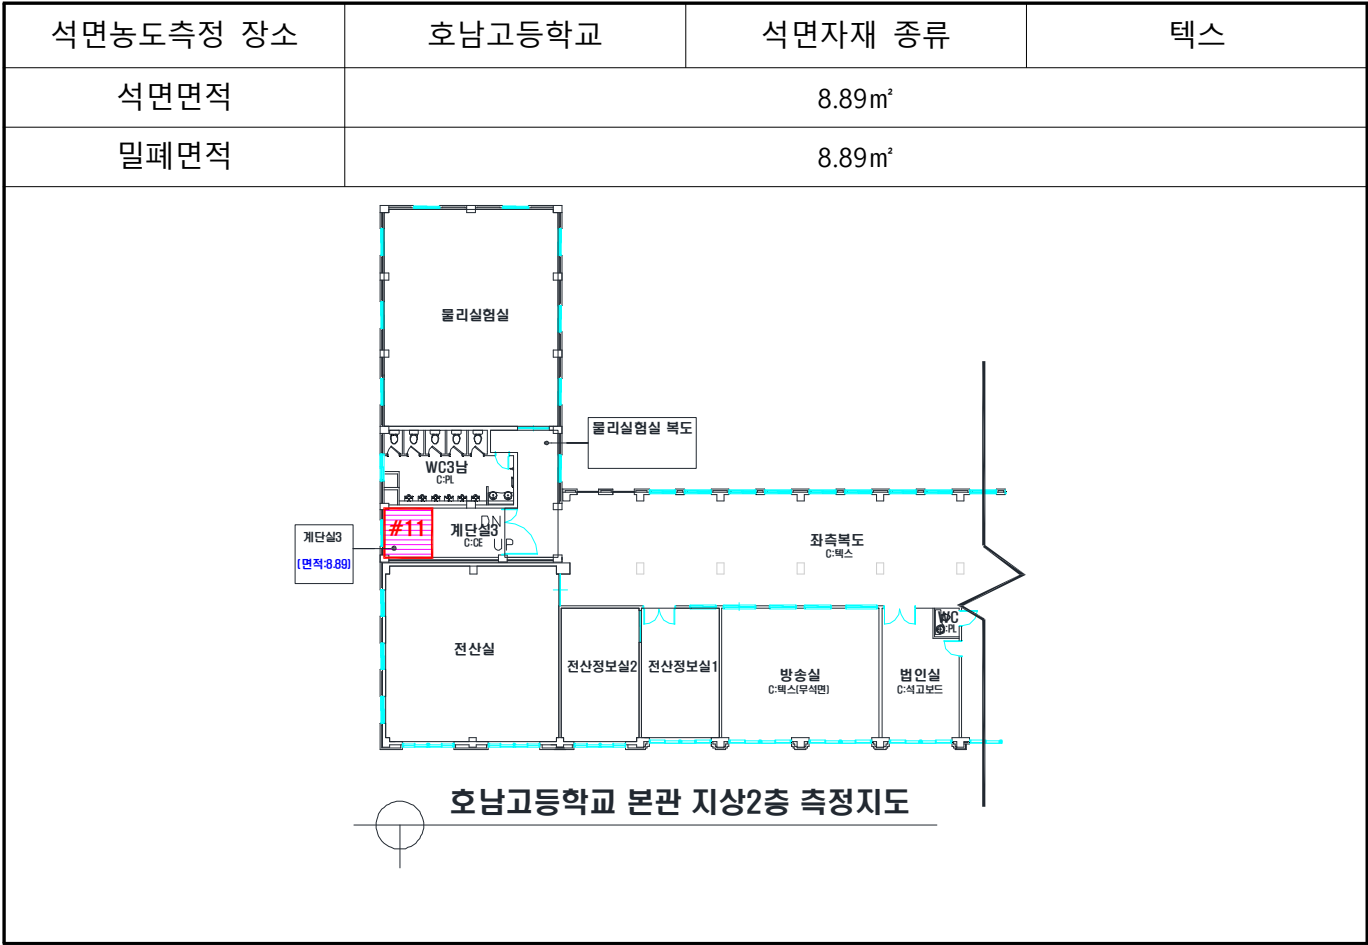 석면농도측정 장소 호남고등학교 석면자재 종류 텍스
석면면적 8.89㎡
밀폐면적 8.89㎡
물리실험실
물리실험실 복도
WC3남
C:PL
#11
계단실3
C:CE
DN
UP
계단실3
(면적:8.89)
좌측복도
C:텍스
전산실
전산정보실2
전산정보실1
방송실
C:텍스(무석면)
법인실
C:석고보드
WC
C:PL
호남고등학교 본관 지상2층 측정지도